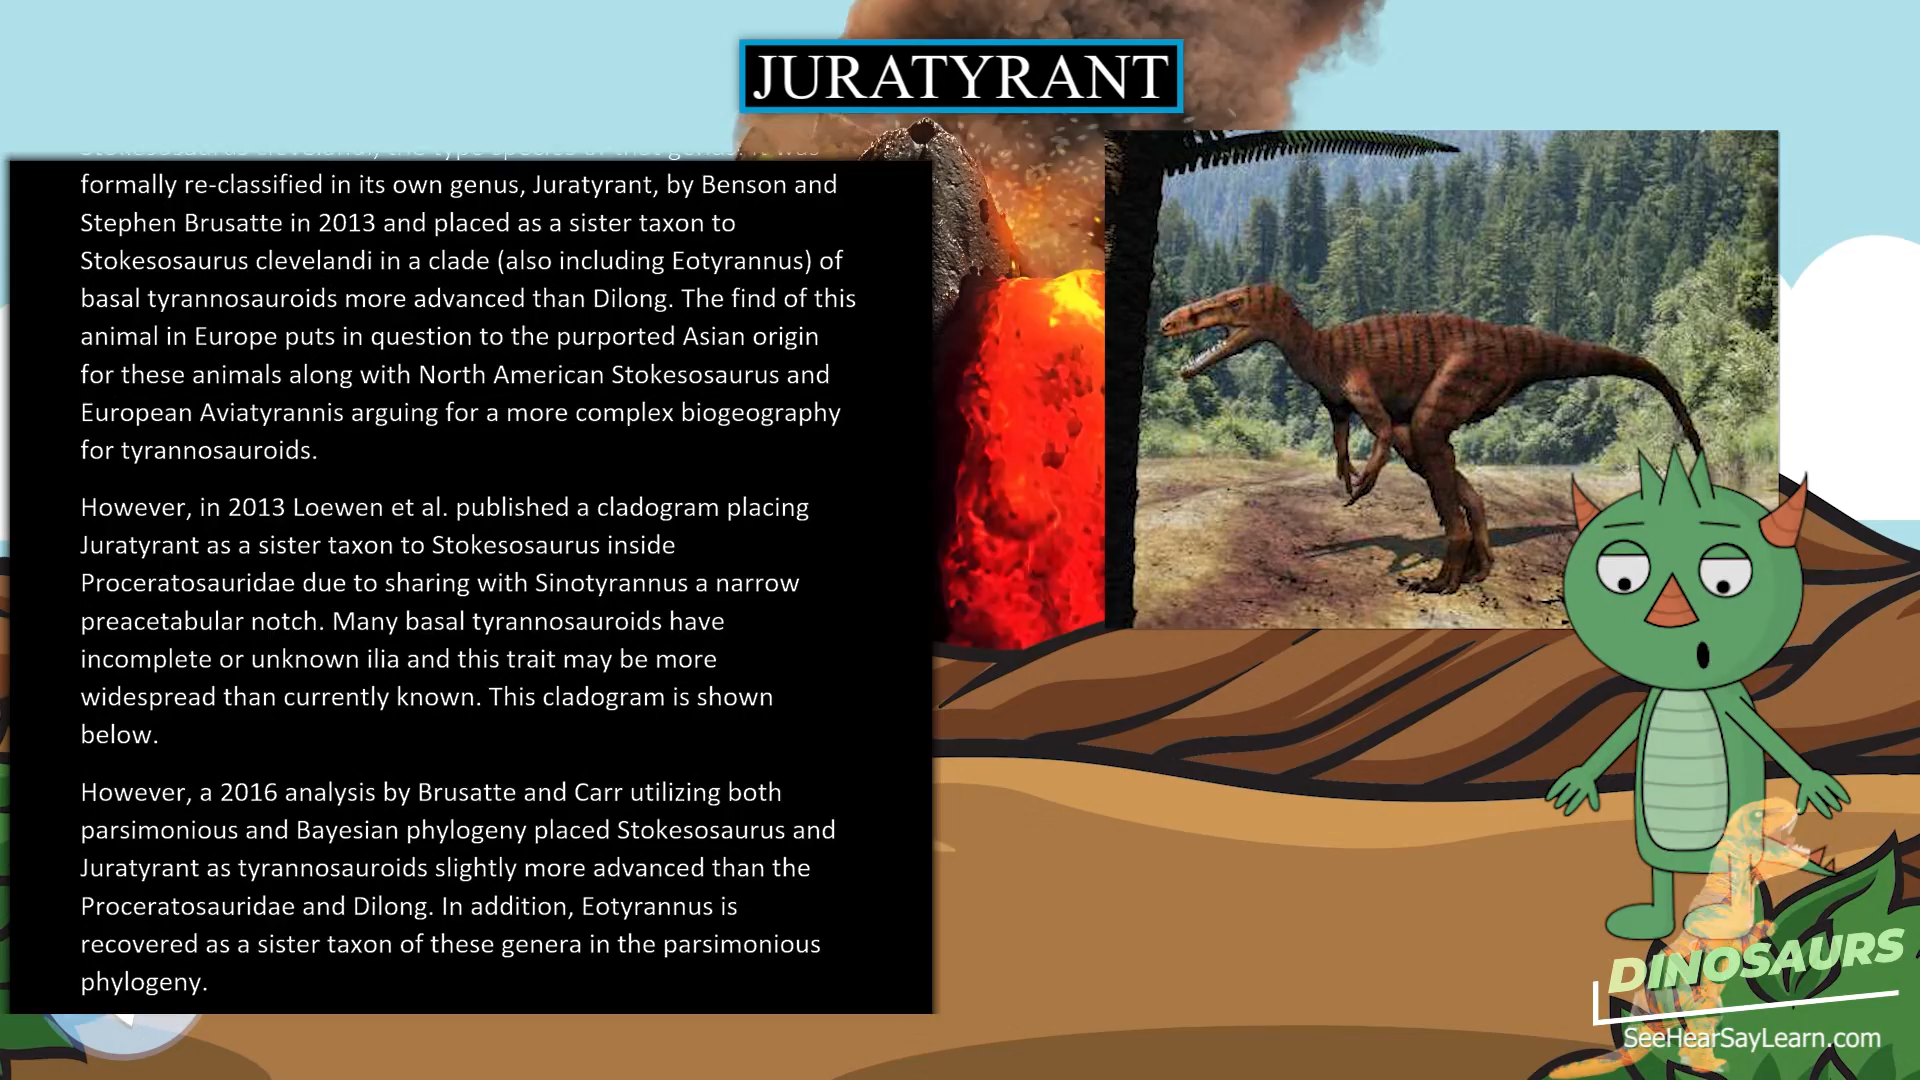 JURATYRANT
formally re-classified in its own genus, Juratyrant, by Benson and
Stephen Brusatte in 2013 and placed as a sister taxon to
Stokesosaurus clevelandi in a clade (also including Eotyrannus) of
basal tyrannosauroids more advanced than Dilong. The find of this
animal in Europe puts in question to the purported Asian origin
for these animals along with North American Stokesosaurus and
European Aviatyrannis arguing for a more complex biogeography
for tyrannosauroids.
However, in 2013 Loewen et al. published a cladogram placing
Juratyrant as a sister taxon to Stokesosaurus inside
Proceratosauridae due to sharing with Sinotyrannus a narrow
preacetabular notch. Many basal tyrannosauroids have
incomplete or unknown ilia and this trait may be more
widespread than currently known. This cladogram is shown
below.
However, a 2016 analysis by Brusatte and Carr utilizing both
parsimonious and Bayesian phylogeny placed Stokesosaurus and
Juratyrant as tyrannosauroids slightly more advanced than the
Proceratosauridae and Dilong. In addition, Eotyrannus is
recovered as a sister taxon of these genera in the parsimonious
phylogeny.
DINOSAURS
SeeHearSayLearn.com